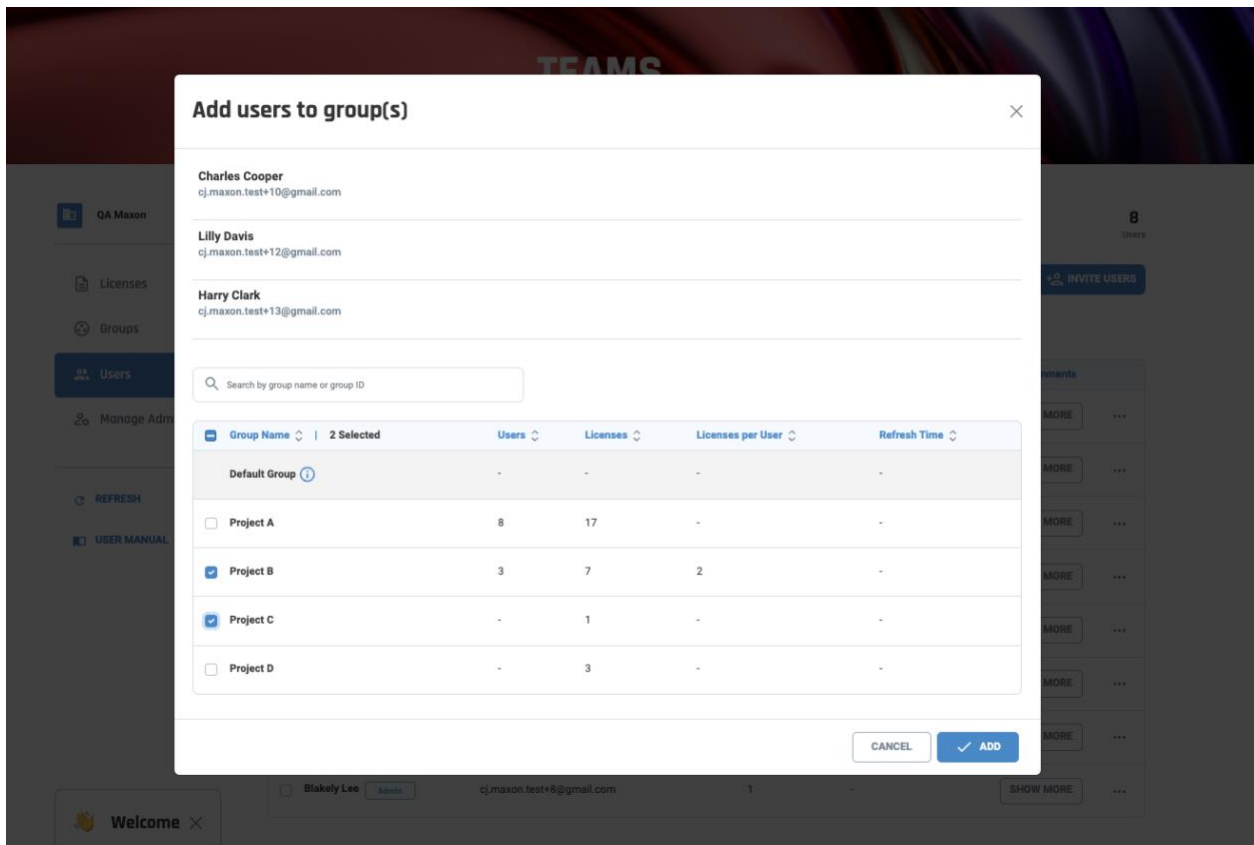 TEAMS
Add users to group(s)
Charles Cooper
cj.maxon.test+10@gmail.com
QA Maxon
8
Users
Lilly Davis
cj.maxon.test+12@gmail.com
Licenses
INVITE USERS
Harry Clark
cj.maxon.test+13@gmail.com
Groups
Users
Search by group name or group ID
Manage
Group Name | 2 Selected Users Licenses Licenses per User Refresh Time
MORE
Default Group - - - -
MORE
REFRESH
Project A 8 17 - -
MORE
USER MANUAL
Project B 3 7 2 -
MORE
Project C - 1 - -
MORE
Project D - 3 - -
MORE
CANCEL ADD
MORE
Blakely Lee Admin cj.maxon.test+8@gmail.com 1 - SHOW MORE
Welcome